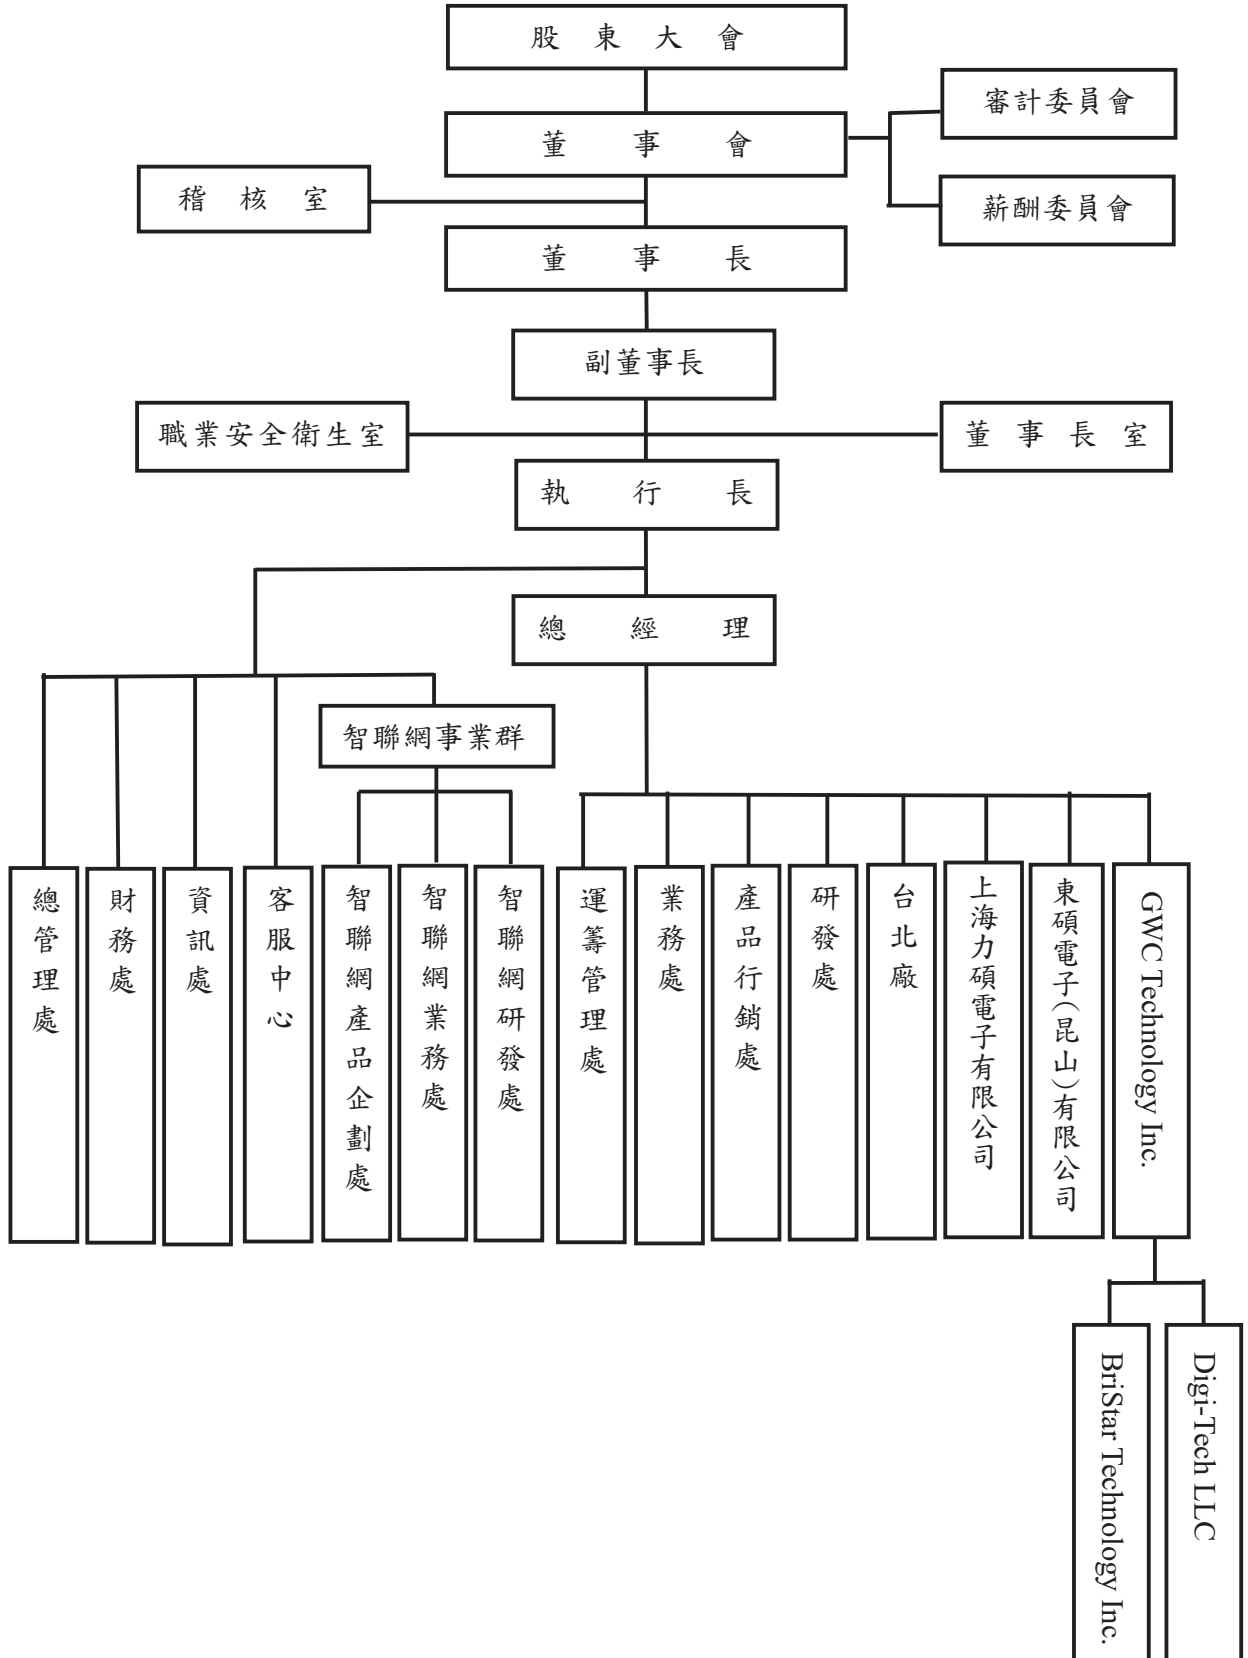 股東大會
審計委員會
董事會
稽核室
薪酬委員會
董事長
副董事長
職業安全衛生室
董事長室
執行長
總經理
智聯網事業群
總管理處
財務處
資訊處
客服中心
智聯網產品企劃處
智聯網業務處
智聯網研發處
運籌管理處
業務處
產品行銷處
研發處
台北廠
上海力碩電子有限公司
東碩電子(昆山)有限公司
GWC Technology Inc.
BriStar Technology Inc.
Digi-Tech LLC